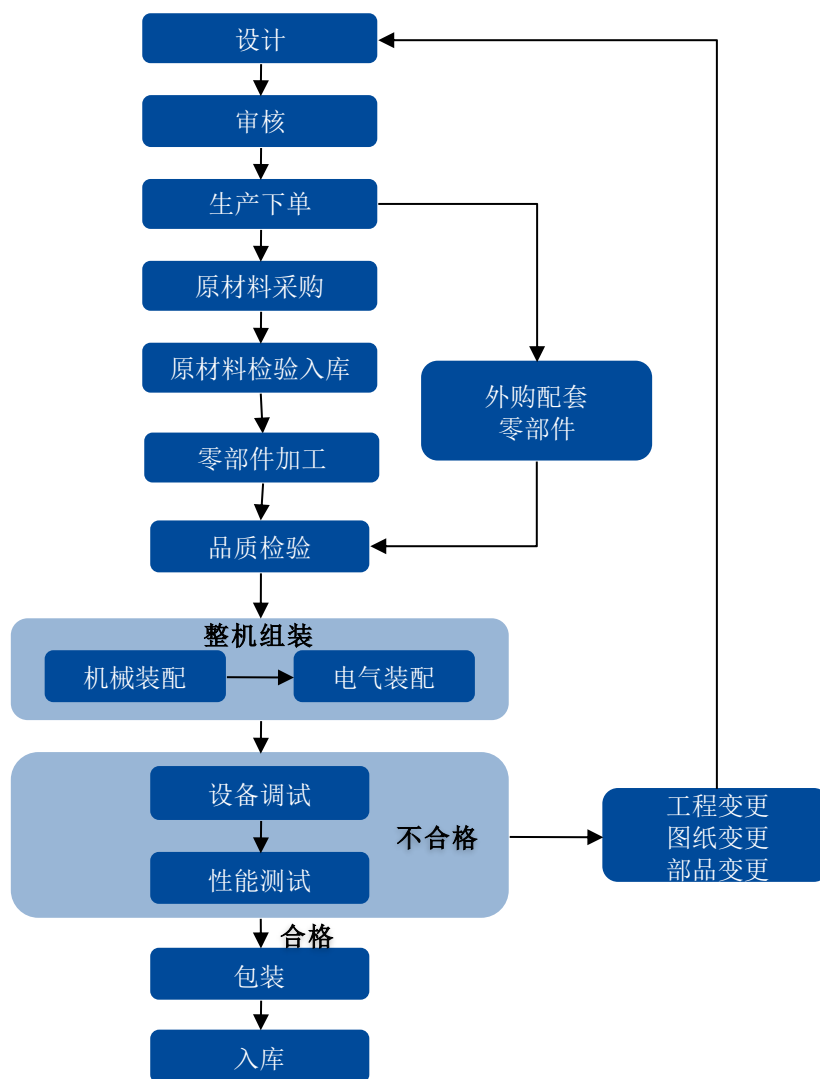 设计
审核
生产下单
原材料采购
原材料检验入库
外购配套
零部件
零部件加工
品质检验
整机组装
机械装配
电气装配
设备调试
不合格
性能测试
工程变更
图纸变更
部品变更
合格
包装
入库